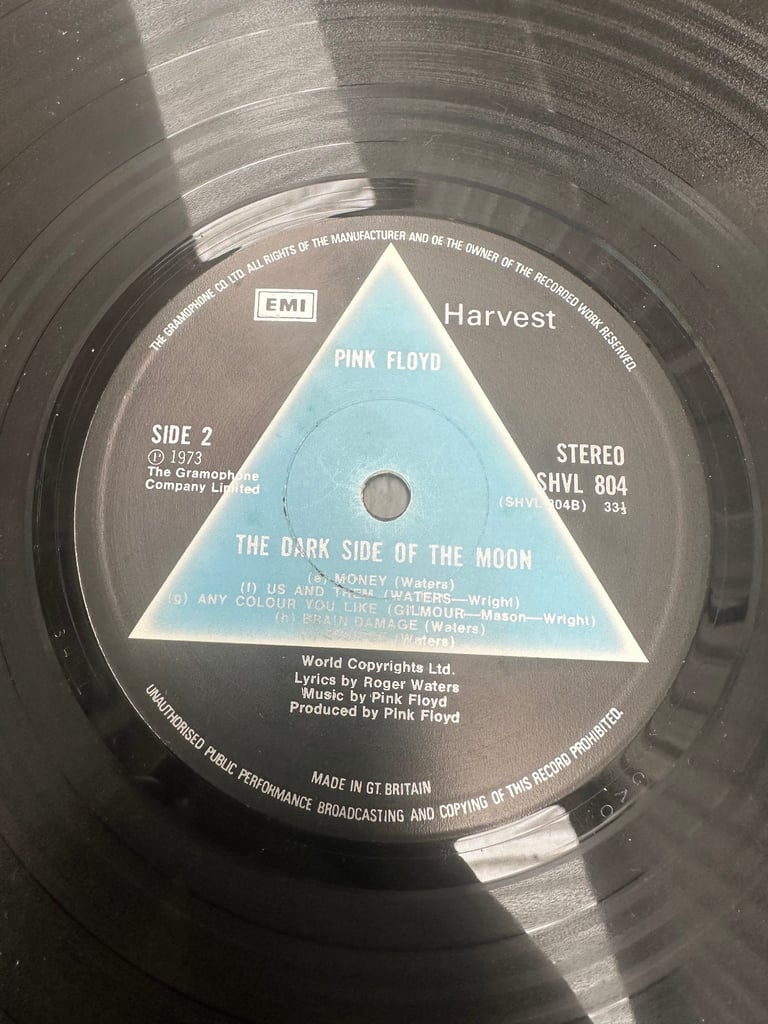 THE GRAMOPHONE CO. LTD. ALL RIGHTS OF THE MANUFACTURER AND OF THE OWNER OF THE RECORDED WORK RESERVED.
EMI
Harvest
PINK FLOYD
SIDE 2
Ⓟ 1973
The Gramophone
Company Limited
STEREO
SHVL 804
(SHVL 804B) 33⅓
THE DARK SIDE OF THE MOON
(e) MONEY (Waters)
(f) US AND THEM (WATERS—Wright)
(g) ANY COLOUR YOU LIKE (GILMOUR—Mason—Wright)
(h) BRAIN DAMAGE (Waters)
(Waters)
World Copyrights Ltd.
Lyrics by Roger Waters
Music by Pink Floyd
Produced by Pink Floyd
MADE IN GT. BRITAIN
UNAUTHORISED PUBLIC PERFORMANCE BROADCASTING AND COPYING OF THIS RECORD PROHIBITED.